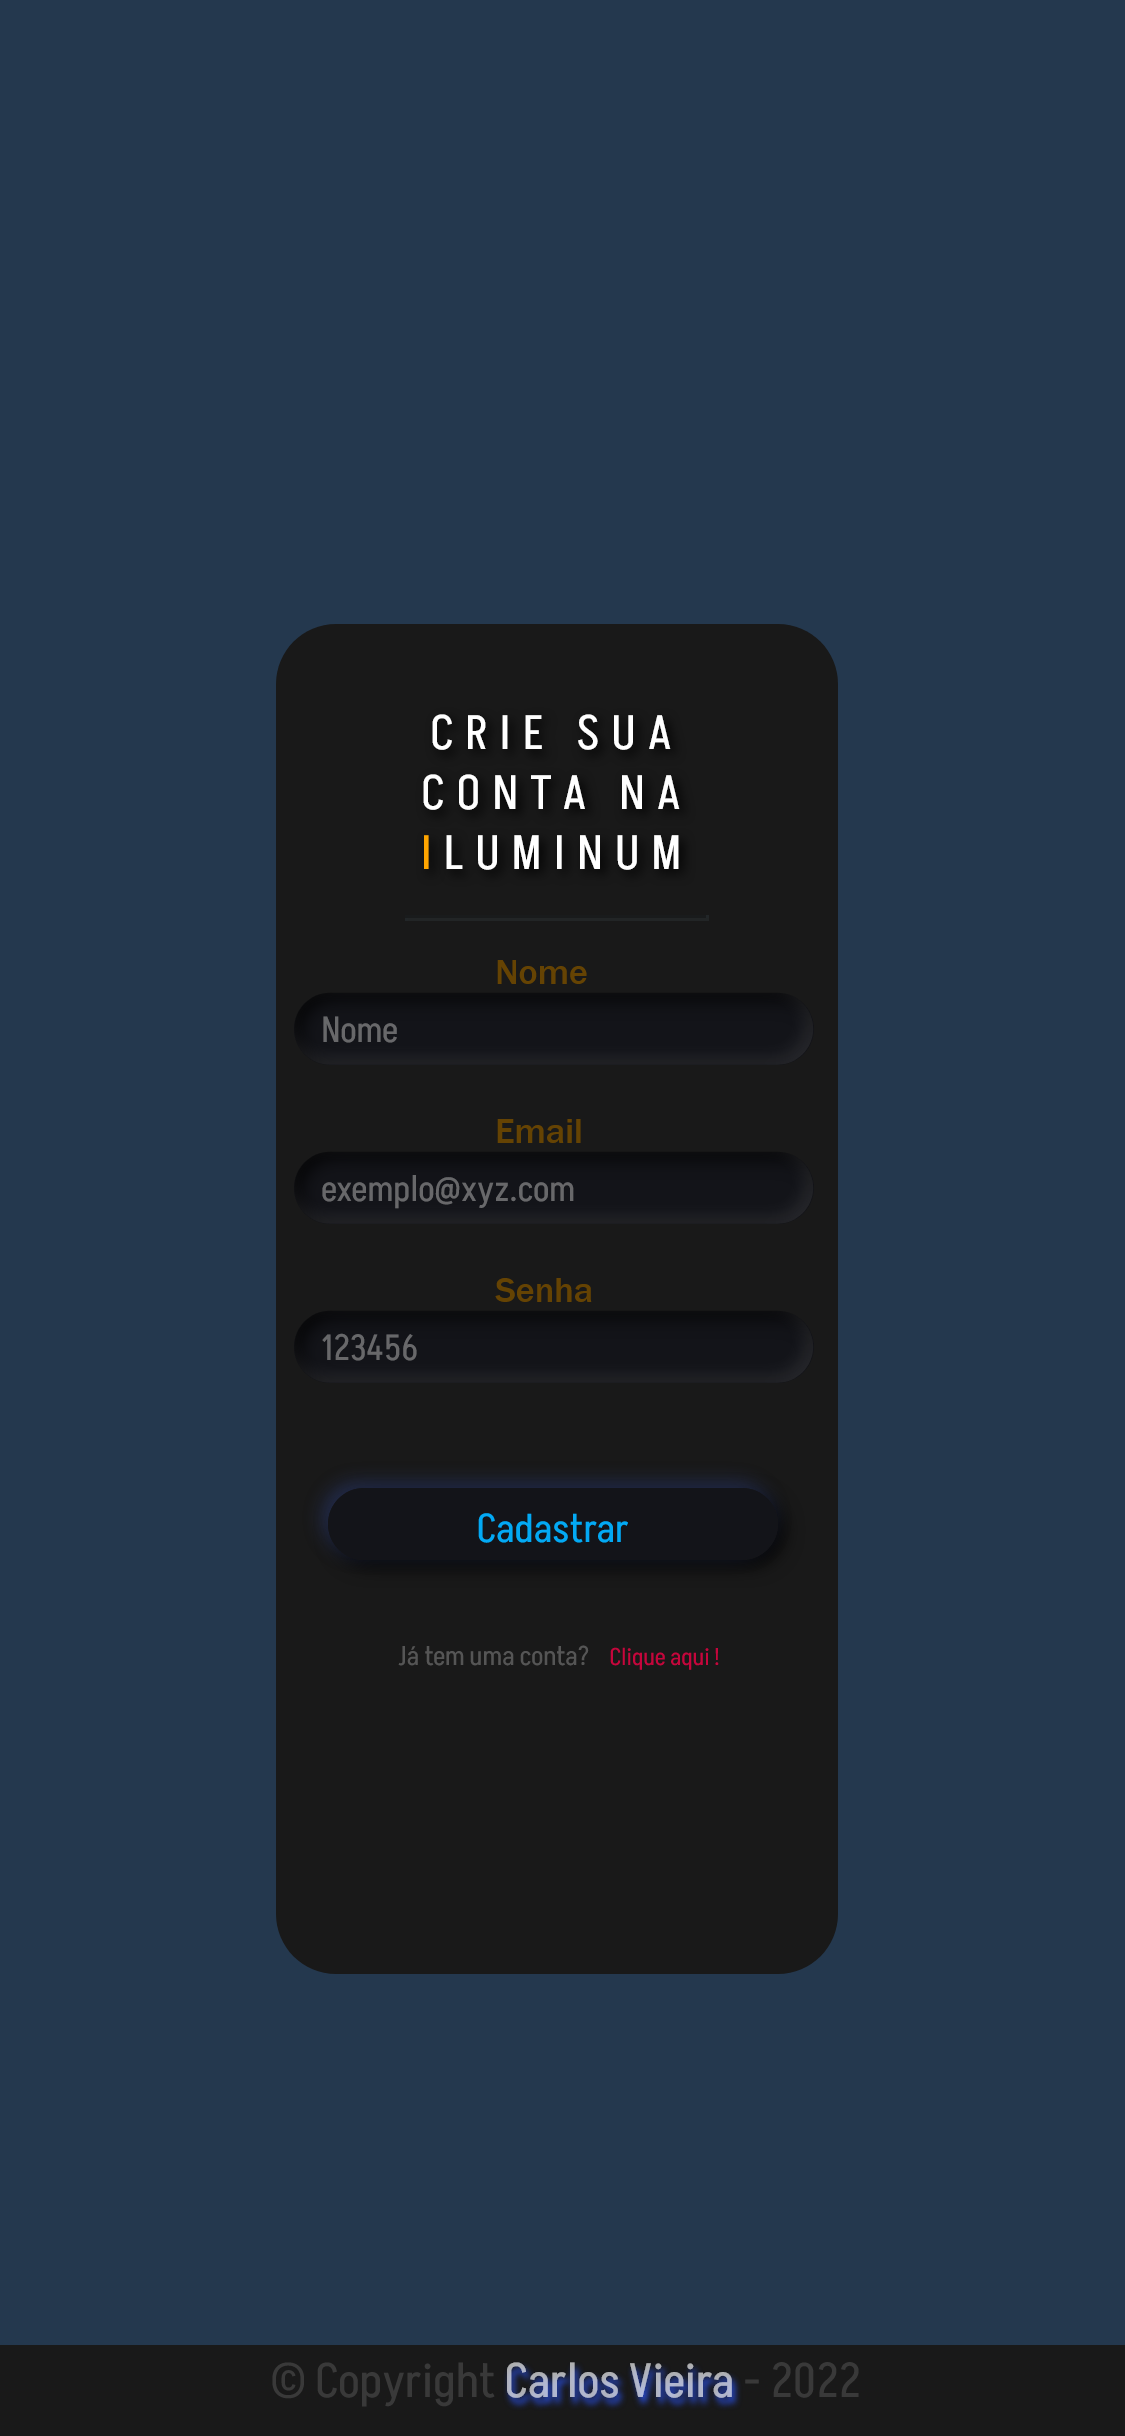 CRIE SUA
CONTA NA
ILUMINUM
Nome
Nome
Email
exemplo@xyz.com
Senha
123456
Cadastrar
Já tem uma conta? Clique aqui !
© Copyright Carlos Vieira - 2022